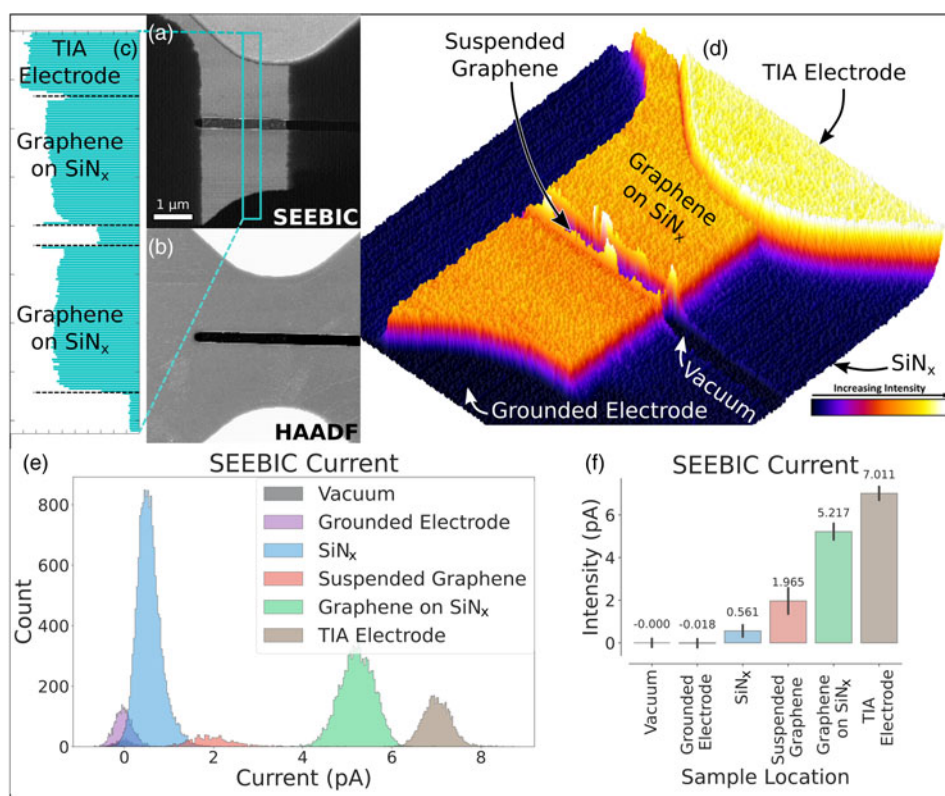 (c)
TIA
Electrode
Graphene
on SiNx
Graphene
on SiNx
(a)
1 μm
SEEBIC
(b)
HAADF
(d)
Suspended
Graphene
TIA Electrode
Graphene
on SiNx
SiNx
Vacuum
Grounded Electrode
Increasing Intensity
(e)
SEEBIC Current
Vacuum
Grounded Electrode
SiNx
Suspended Graphene
Graphene on SiNx
TIA Electrode
800
600
400
200
0
Count
0
2
4
6
8
Current (pA)
(f)
SEEBIC Current
7.011
5.217
1.965
0.561
-0.000
-0.018
6
4
2
0
Intensity (pA)
Vacuum
Grounded
Electrode
SiNx
Suspended
Graphene
Graphene
on SiNx
TIA
Electrode
Sample Location